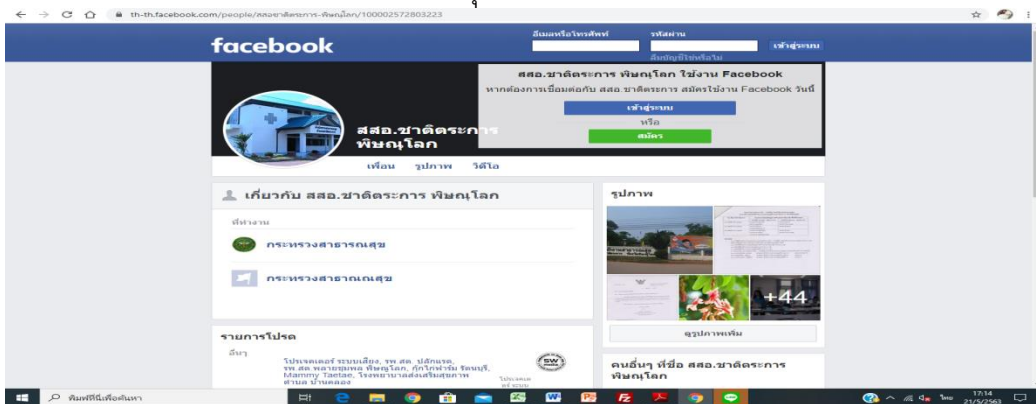 th-th.facebook.com/people/สสอชาติตระการ-พิษณุโลก/100002572803223
facebook
อีเมลหรือโทรศัพท์
รหัสผ่าน
เข้าสู่ระบบ
ลืมบัญชีใช่หรือไม่
สสอ.ชาติตระการ พิษณุโลก ใช้งาน Facebook
หากต้องการเชื่อมต่อกับ สสอ.ชาติตระการ สมัครใช้งาน Facebook วันนี้
เข้าสู่ระบบ
หรือ
สมัคร
สสอ.ชาติตระการ
พิษณุโลก
เพื่อน รูปภาพ วิดีโอ
เกี่ยวกับ สสอ.ชาติตระการ พิษณุโลก
ที่ทำงาน
กระทรวงสาธารณสุข
กระทรวงสาธาณณสุข
รูปภาพ
+44
ดูรูปภาพเพิ่ม
รายการโปรด
อื่นๆ
โปรเจคเตอร์ ระบบเสียง, รพ.สต. ปลักแรด,
รพ.สต.พลายชุมพล พิษณุโลก, กุ๊กไก่ฟาร์ม รัตนบุรี,
Mammy Taetae, โรงพยาบาลส่งเสริมสุขภาพ
ตำบล บ้านคลอง
SW
โปรเจคเต
อร์ ระบบ
คนอื่นๆ ที่ชื่อ สสอ.ชาติตระการ
พิษณุโลก
พิมพ์ที่นี่เพื่อค้นหา
ไทย
17:14
21/5/2563